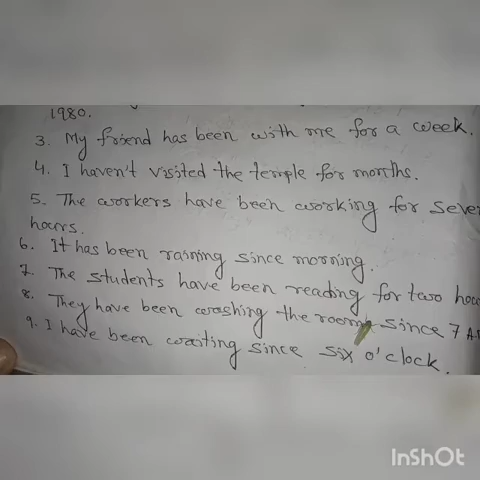 1980.
3. My friend has been with me for a week.
4. I haven't visited the temple for months.
5. The workers have been working for
hours.
6. It has been raining since morning.
7. The students have been reading for two
8. They have been washing the room since 7
9. I have been waiting since six o'clock.
InShOt